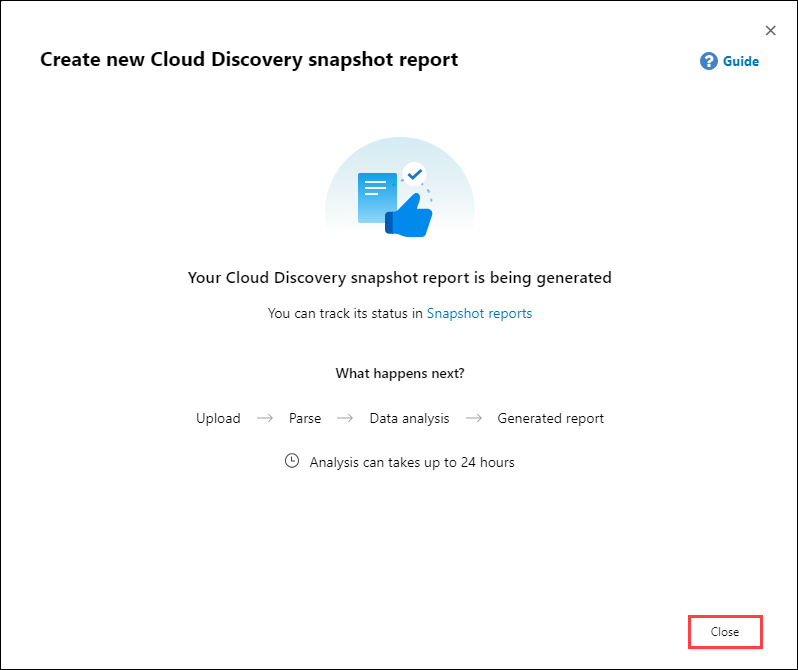 Create new Cloud Discovery snapshot report
? Guide
Your Cloud Discovery snapshot report is being generated
You can track its status in Snapshot reports
What happens next?
Upload → Parse → Data analysis → Generated report
Analysis can takes up to 24 hours
Close